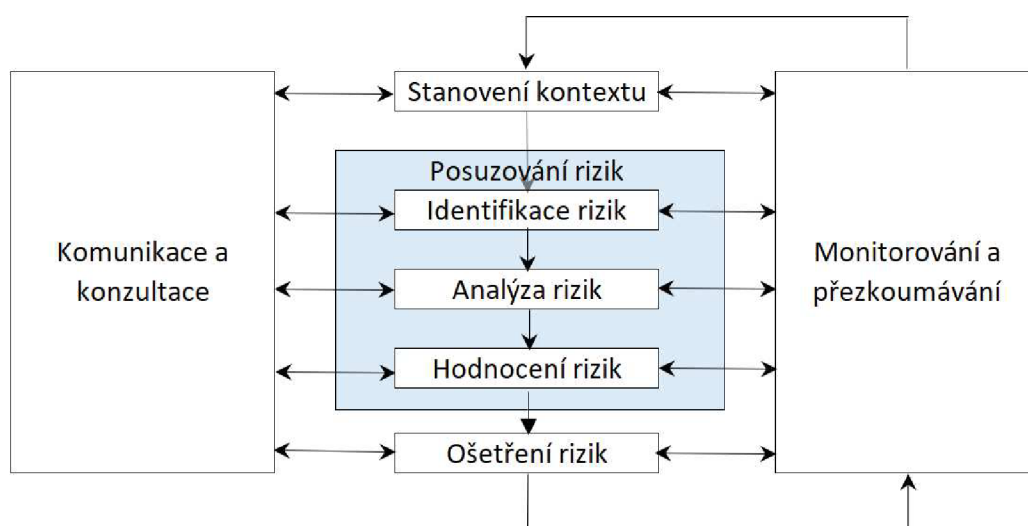 Stanovení kontextu
Posuzování rizik
Identifikace rizik
Komunikace a
konzultace
Analýza rizik
Monitorování a
přezkoumávání
Hodnocení rizik
Ošetření rizik